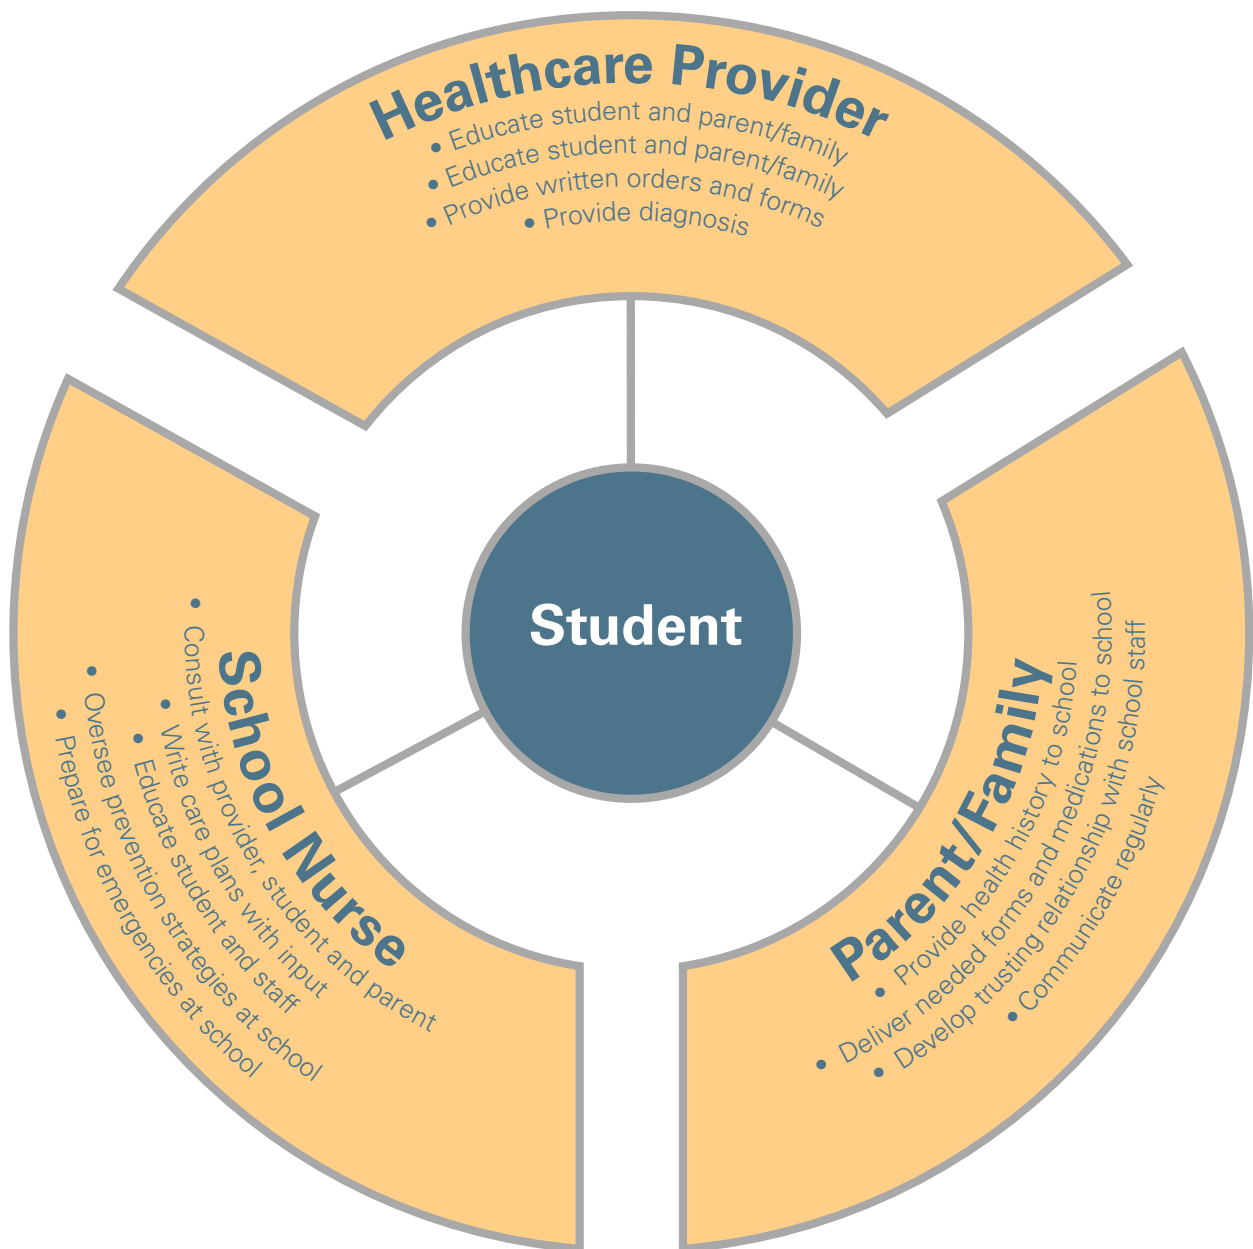 Healthcare Provider
• Educate student and parent/family
• Educate student and parent/family
• Provide written orders and forms
• Provide diagnosis
Student
School Nurse
• Consult with provider, student and parent
• Write care plans with input
• Educate student and staff
• Oversee prevention strategies at school
• Prepare for emergencies at school
Parent/Family
• Provide health history to school
• Deliver needed forms and medications to school
• Develop trusting relationship with school staff
• Communicate regularly